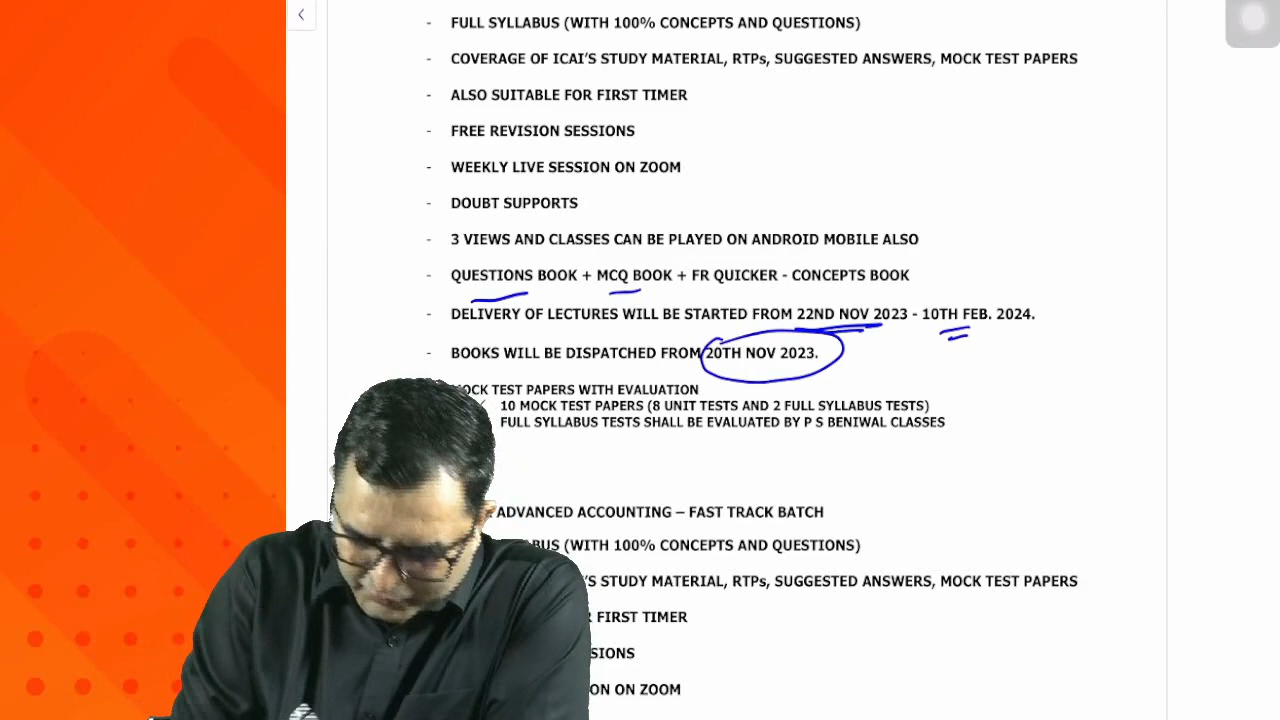 - FULL SYLLABUS (WITH 100% CONCEPTS AND QUESTIONS)
- COVERAGE OF ICAI'S STUDY MATERIAL, RTPs, SUGGESTED ANSWERS, MOCK TEST PAPERS
- ALSO SUITABLE FOR FIRST TIMER
- FREE REVISION SESSIONS
- WEEKLY LIVE SESSION ON ZOOM
- DOUBT SUPPORTS
- 3 VIEWS AND CLASSES CAN BE PLAYED ON ANDROID MOBILE ALSO
- QUESTIONS BOOK + MCQ BOOK + FR QUICKER - CONCEPTS BOOK
- DELIVERY OF LECTURES WILL BE STARTED FROM 22ND NOV 2023 - 10TH FEB. 2024.
- BOOKS WILL BE DISPATCHED FROM 20TH NOV 2023.
MOCK TEST PAPERS WITH EVALUATION
10 MOCK TEST PAPERS (8 UNIT TESTS AND 2 FULL SYLLABUS TESTS)
FULL SYLLABUS TESTS SHALL BE EVALUATED BY P S BENIWAL CLASSES
ADVANCED ACCOUNTING – FAST TRACK BATCH
(WITH 100% CONCEPTS AND QUESTIONS)
STUDY MATERIAL, RTPs, SUGGESTED ANSWERS, MOCK TEST PAPERS
FIRST TIMER
ON ZOOM